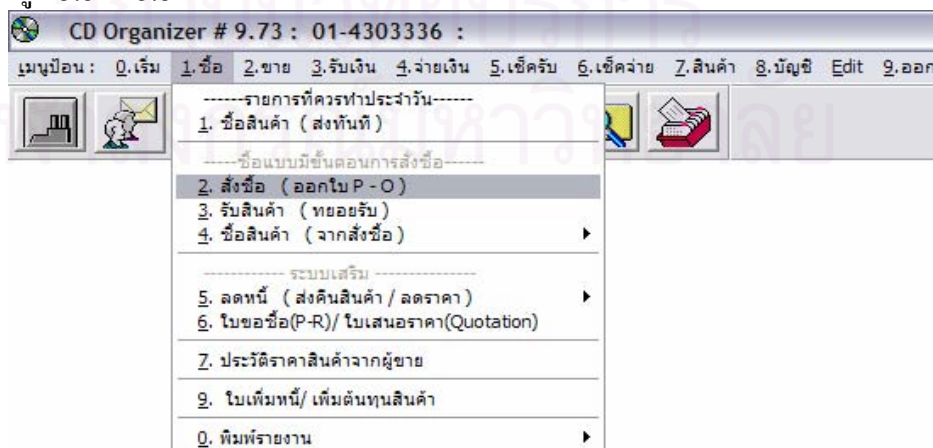 CD Organizer # 9.73 : 01-4303336 :
เมนูป้อน : 0.เริ่ม 1.ซื้อ 2.ขาย 3.รับเงิน 4.จ่ายเงิน 5.เช็ครับ 6.เช็คจ่าย 7.สินค้า 8.บัญชี Edit 9.ออก
------รายการที่ควรทำประจำวัน------
1. ซื้อสินค้า ( ส่งทันที )
-----ซื้อแบบมีขั้นตอนการสั่งซื้อ------
2. สั่งซื้อ ( ออกใบ P - O )
3. รับสินค้า ( ทยอยรับ )
4. ซื้อสินค้า ( จากสั่งซื้อ )
------------ ระบบเสริม ---------------
5. ลดหนี้ ( ส่งคืนสินค้า / ลดราคา )
6. ใบขอซื้อ(P-R)/ ใบเสนอราคา(Quotation)
7. ประวัติราคาสินค้าจากผู้ขาย
9. ใบเพิ่มหนี้/ เพิ่มต้นทุนสินค้า
0. พิมพ์รายงาน